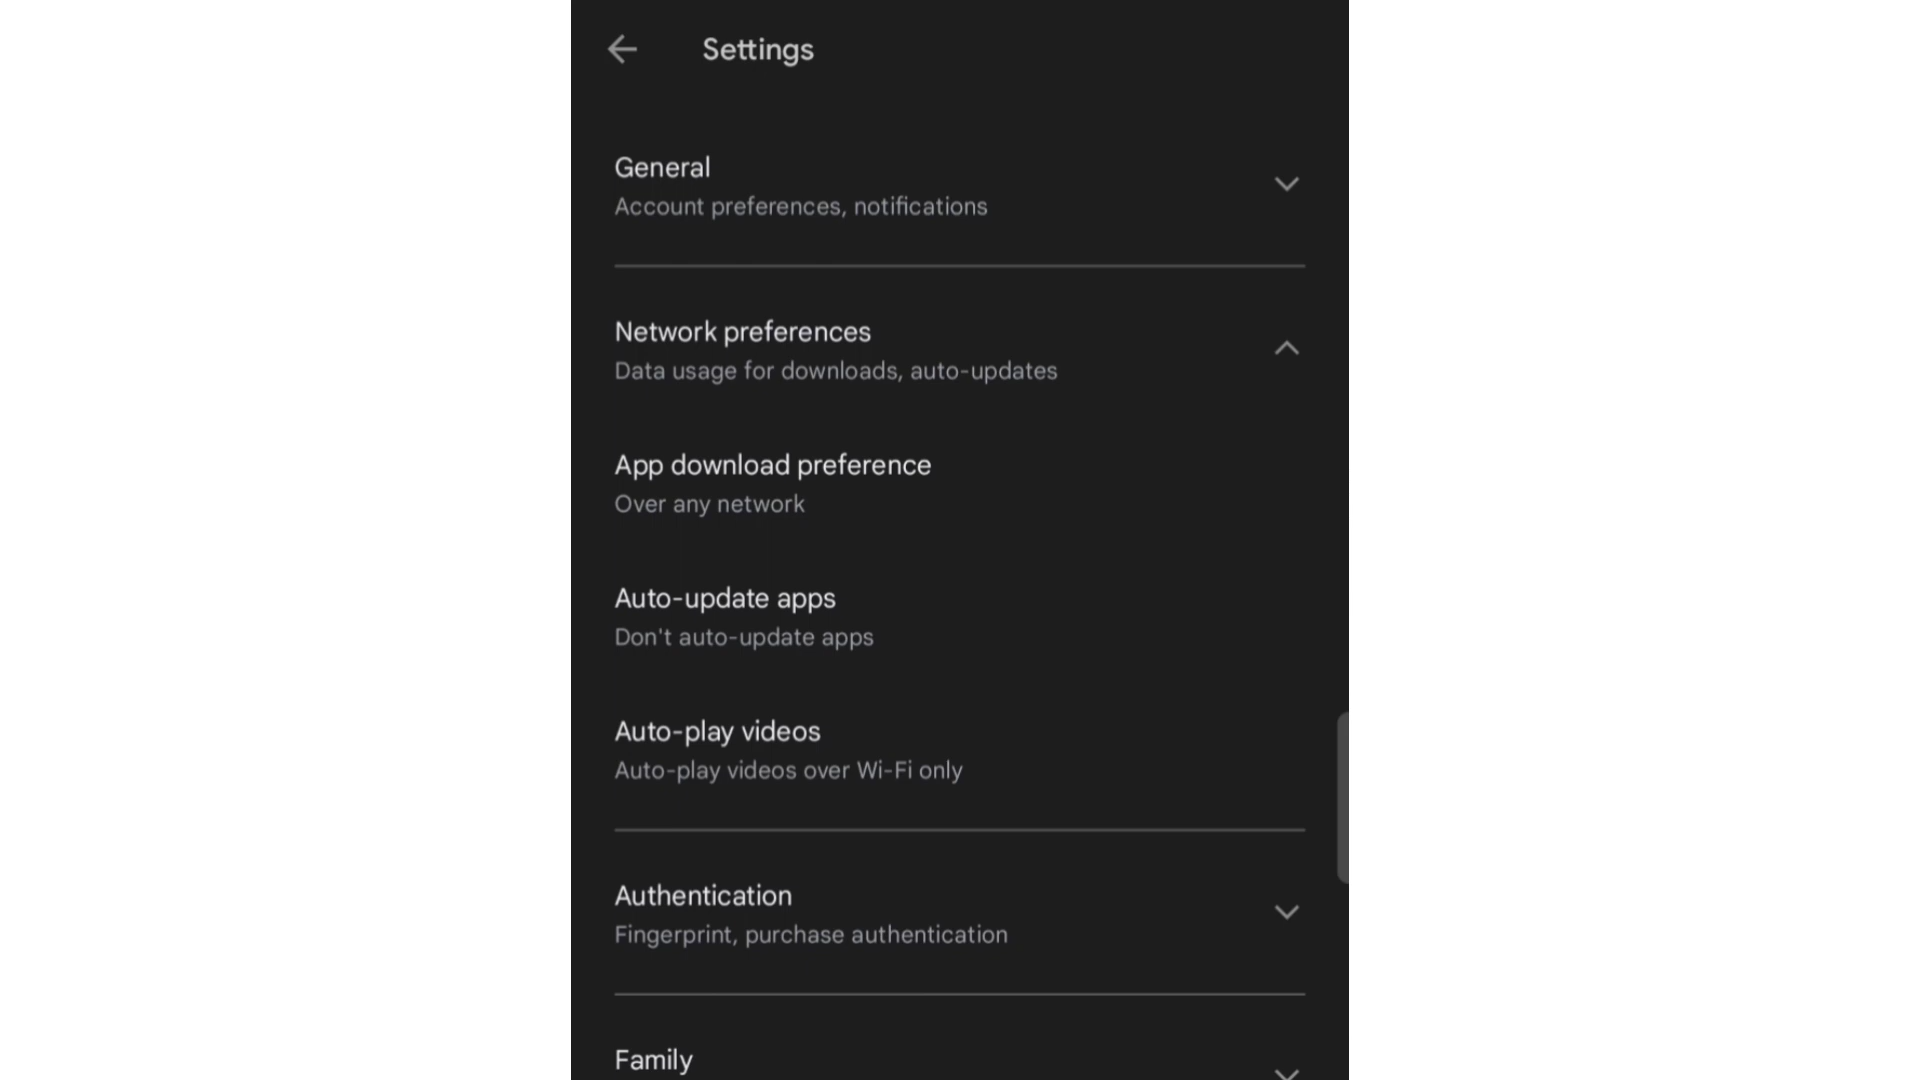 Settings
General
Account preferences, notifications
Network preferences
Data usage for downloads, auto-updates
App download preference
Over any network
Auto-update apps
Don't auto-update apps
Auto-play videos
Auto-play videos over Wi-Fi only
Authentication
Fingerprint, purchase authentication
Family